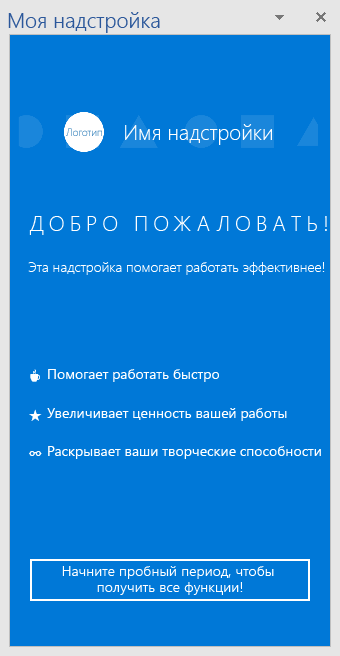 Моя надстройка
Логотип
Имя надстройки
ДОБРО ПОЖАЛОВАТЬ!
Эта надстройка помогает работать эффективнее!
Помогает работать быстро
Увеличивает ценность вашей работы
Раскрывает ваши творческие способности
Начните пробный период, чтобы
получить все функции!